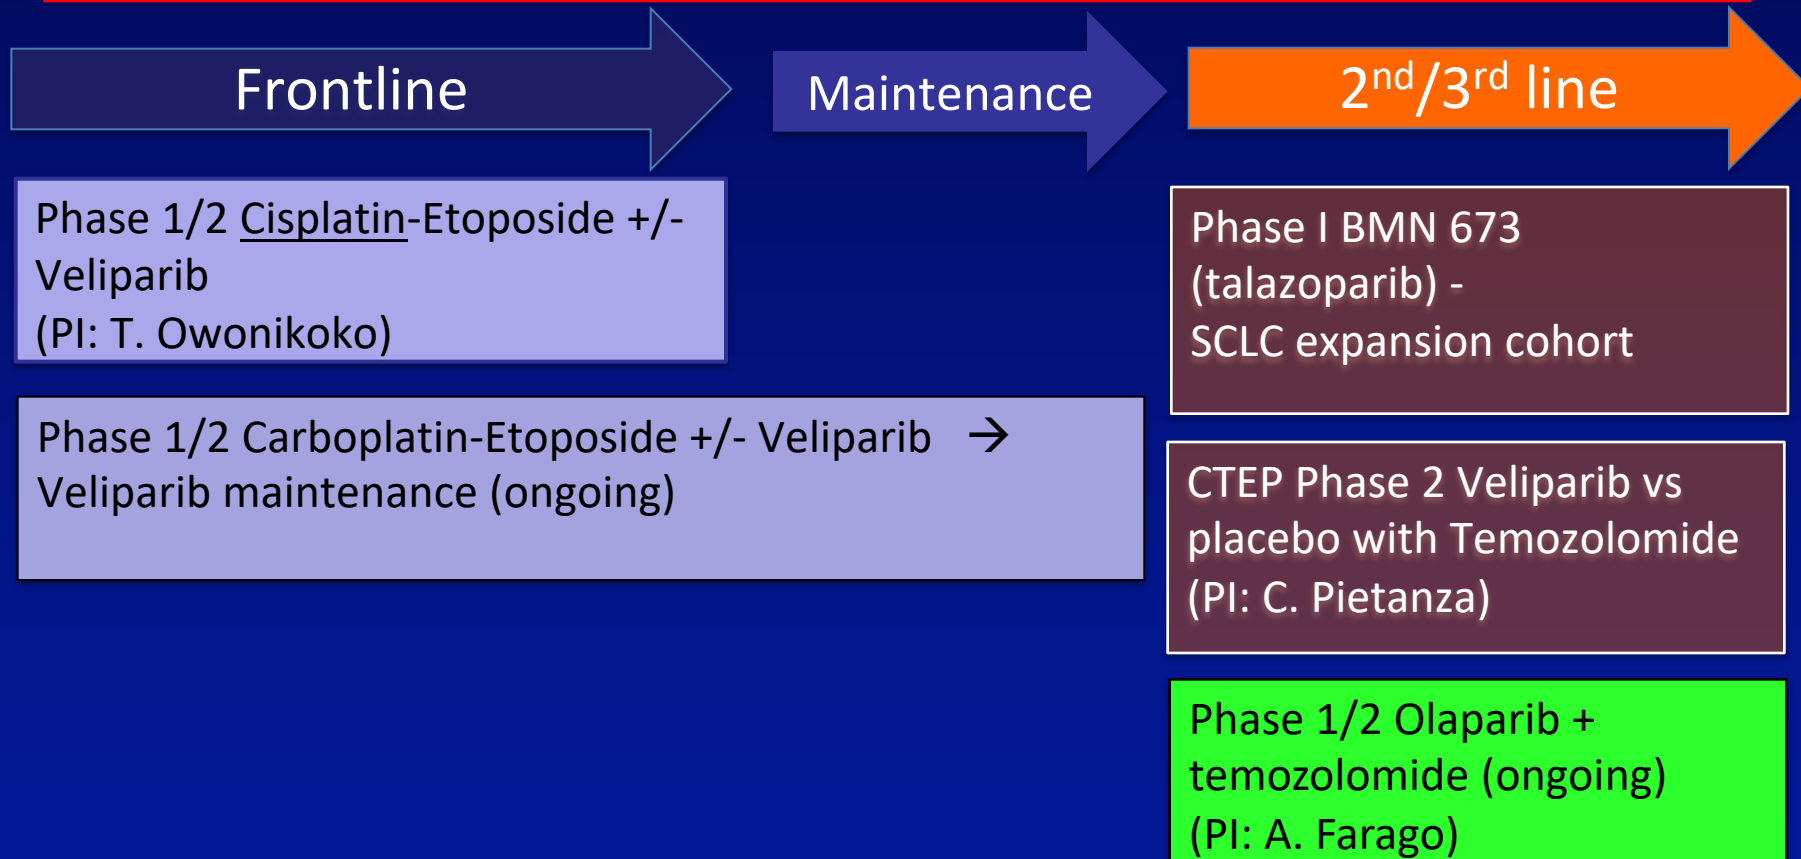 Frontline
Maintenance
2nd/3rd line
Phase 1/2 Cisplatin-Etoposide +/-
Veliparib
(PI: T. Owonikoko)
Phase 1/2 Carboplatin-Etoposide +/- Veliparib →
Veliparib maintenance (ongoing)
Phase I BMN 673
(talazoparib) -
SCLC expansion cohort
CTEP Phase 2 Veliparib vs
placebo with Temozolomide
(PI: C. Pietanza)
Phase 1/2 Olaparib +
temozolomide (ongoing)
(PI: A. Farago)